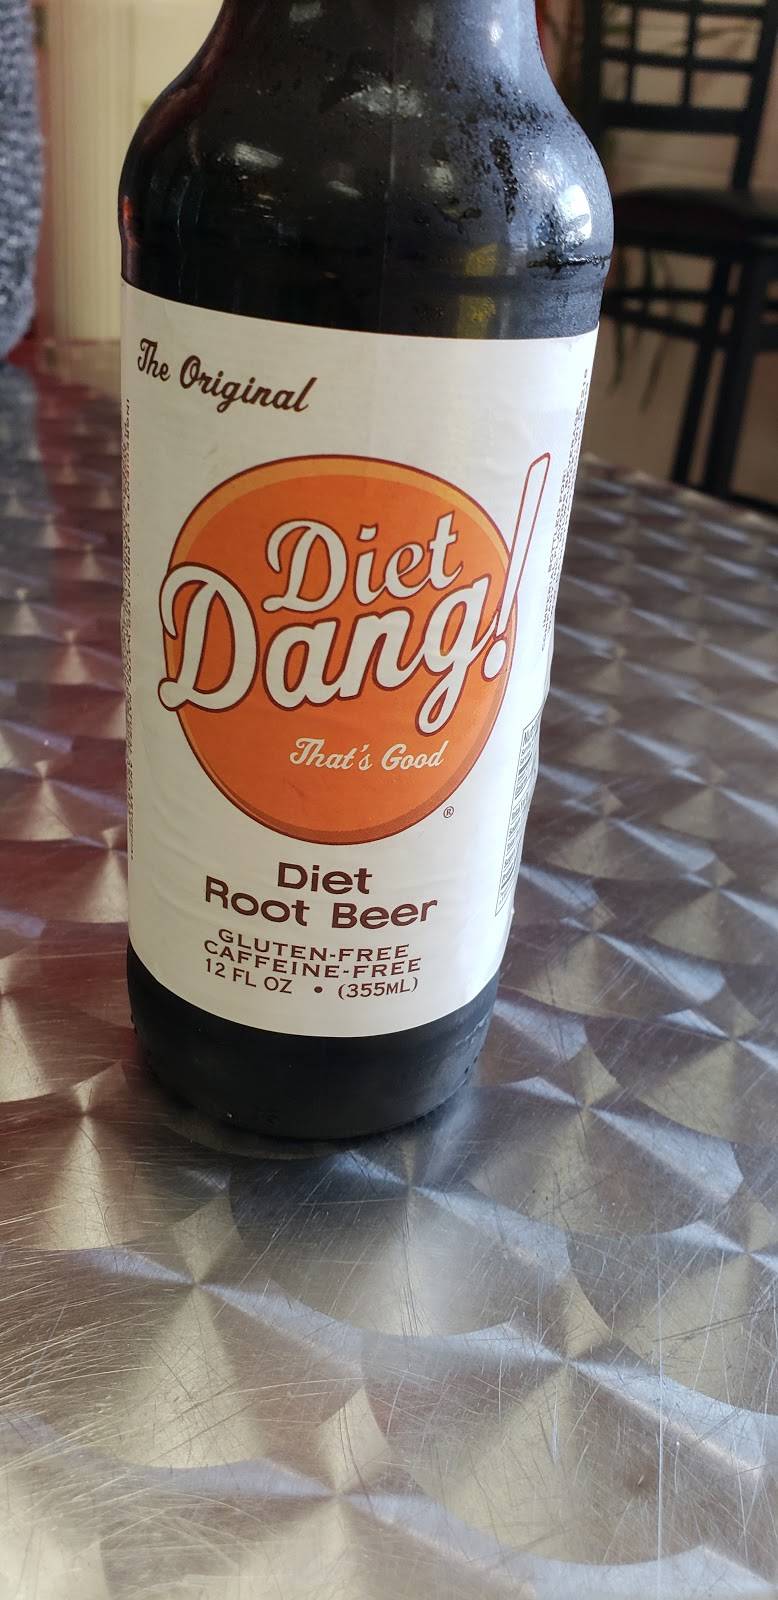 The Original
Diet
Dang!
That's Good
®
Diet
Root Beer
GLUTEN-FREE
CAFFEINE-FREE
12 FL OZ • (355ML)